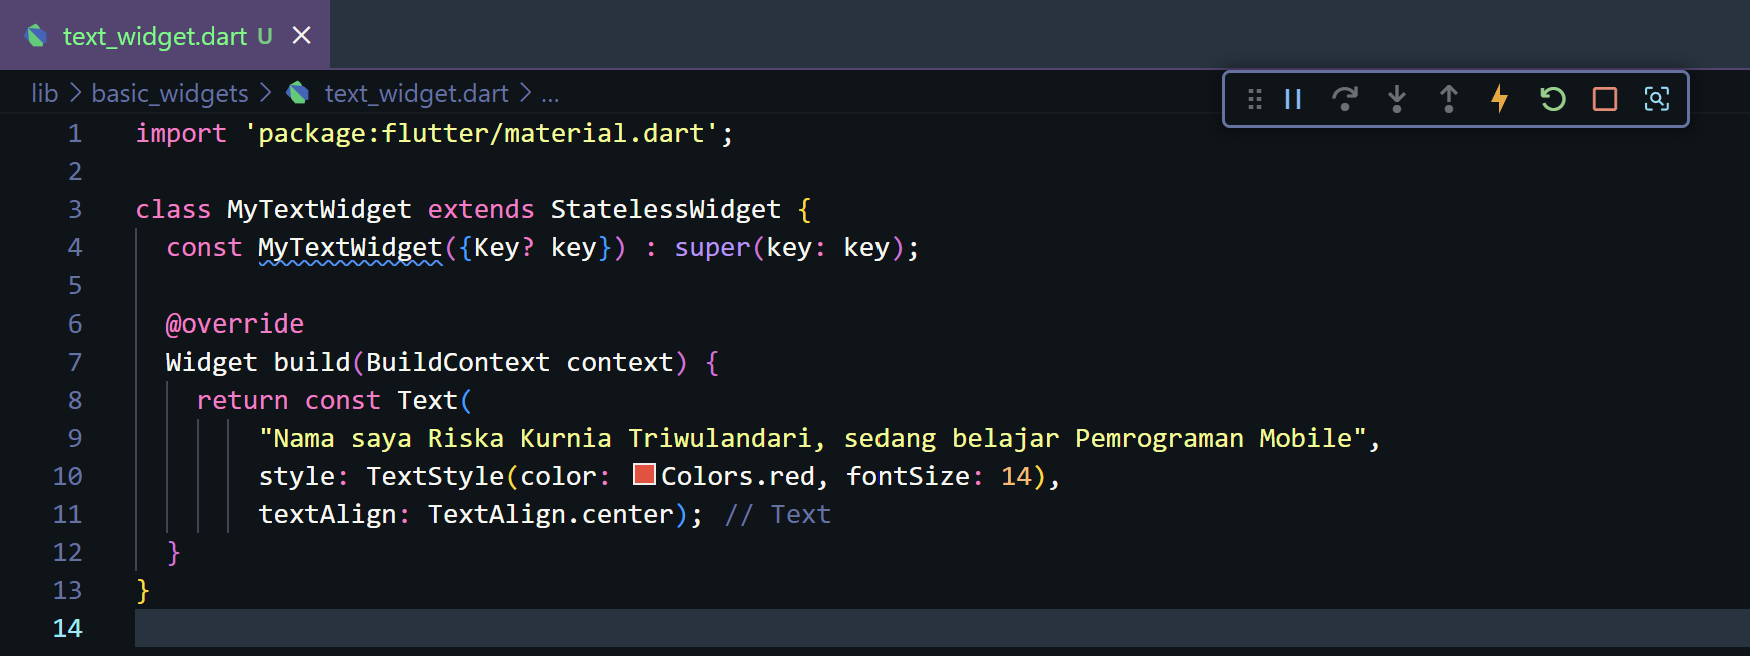 text_widget.dart U
lib > basic_widgets > text_widget.dart > ...
1 import 'package:flutter/material.dart';
2
3 class MyTextWidget extends StatelessWidget {
4   const MyTextWidget({Key? key}) : super(key: key);
5
6   @override
7   Widget build(BuildContext context) {
8     return const Text(
9         "Nama saya Riska Kurnia Triwulandari, sedang belajar Pemrograman Mobile",
10         style: TextStyle(color: Colors.red, fontSize: 14),
11         textAlign: TextAlign.center); // Text
12   }
13 }
14